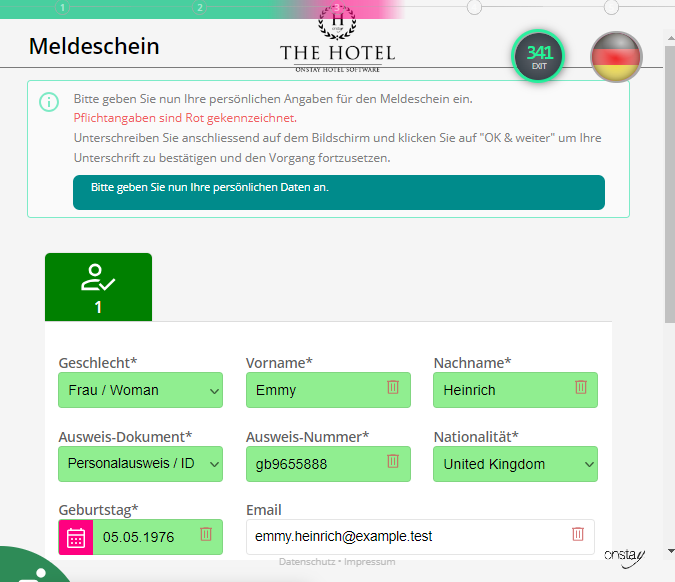 1 2 3
H
onstay
THE HOTEL
ONSTAY HOTEL SOFTWARE
Meldeschein
341
EXIT
Bitte geben Sie nun Ihre persönlichen Angaben für den Meldeschein ein.
Pflichtangaben sind Rot gekennzeichnet.
Unterschreiben Sie anschliessend auf dem Bildschirm und klicken Sie auf "OK & weiter" um Ihre
Unterschrift zu bestätigen und den Vorgang fortzusetzen.
Bitte geben Sie nun Ihre persönlichen Daten an.
1
Geschlecht* Vorname* Nachname*
Frau / Woman Emmy Heinrich
Ausweis-Dokument* Ausweis-Nummer* Nationalität*
Personalausweis / ID gb9655888 United Kingdom
Geburtstag* Email
05.05.1976 emmy.heinrich@example.test
Datenschutz • Impressum
onstay